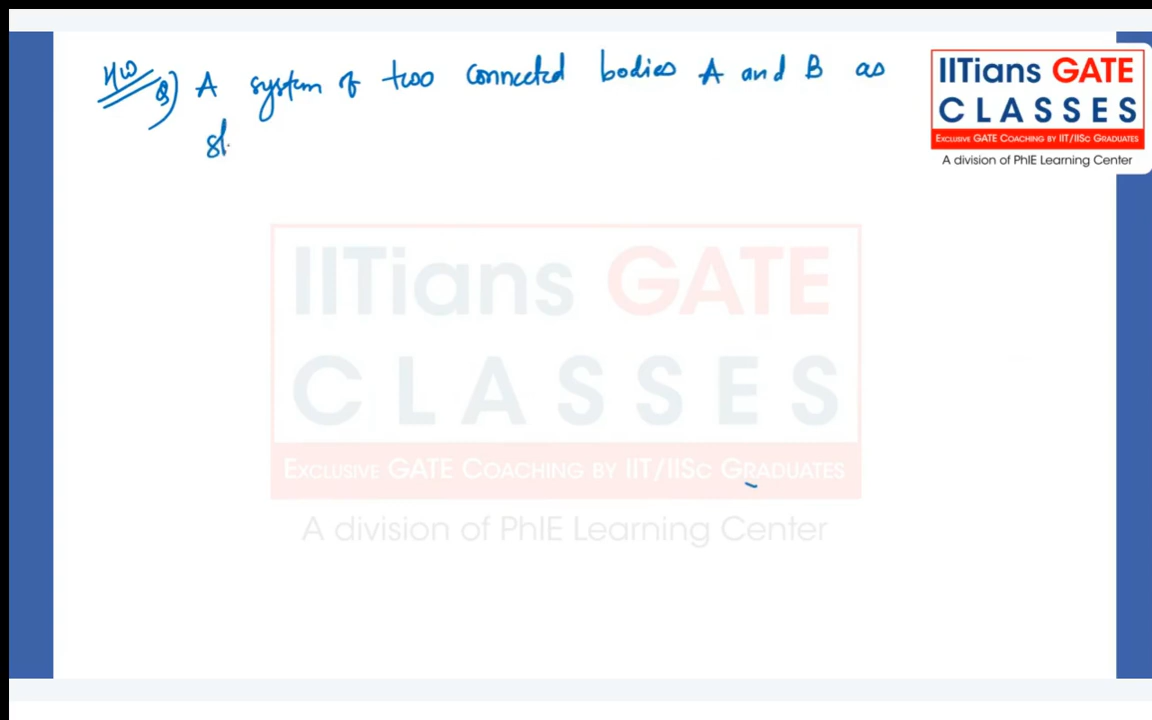 HW
Q) A system of two connected bodies A and B as
sh
IITians GATE
CLASSES
EXCLUSIVE GATE COACHING BY IIT/IISC GRADUATES
A division of PhIE Learning Center
IITians GATE
CLASSES
EXCLUSIVE GATE COACHING BY IIT/IISC GRADUATES
A division of PhIE Learning Center